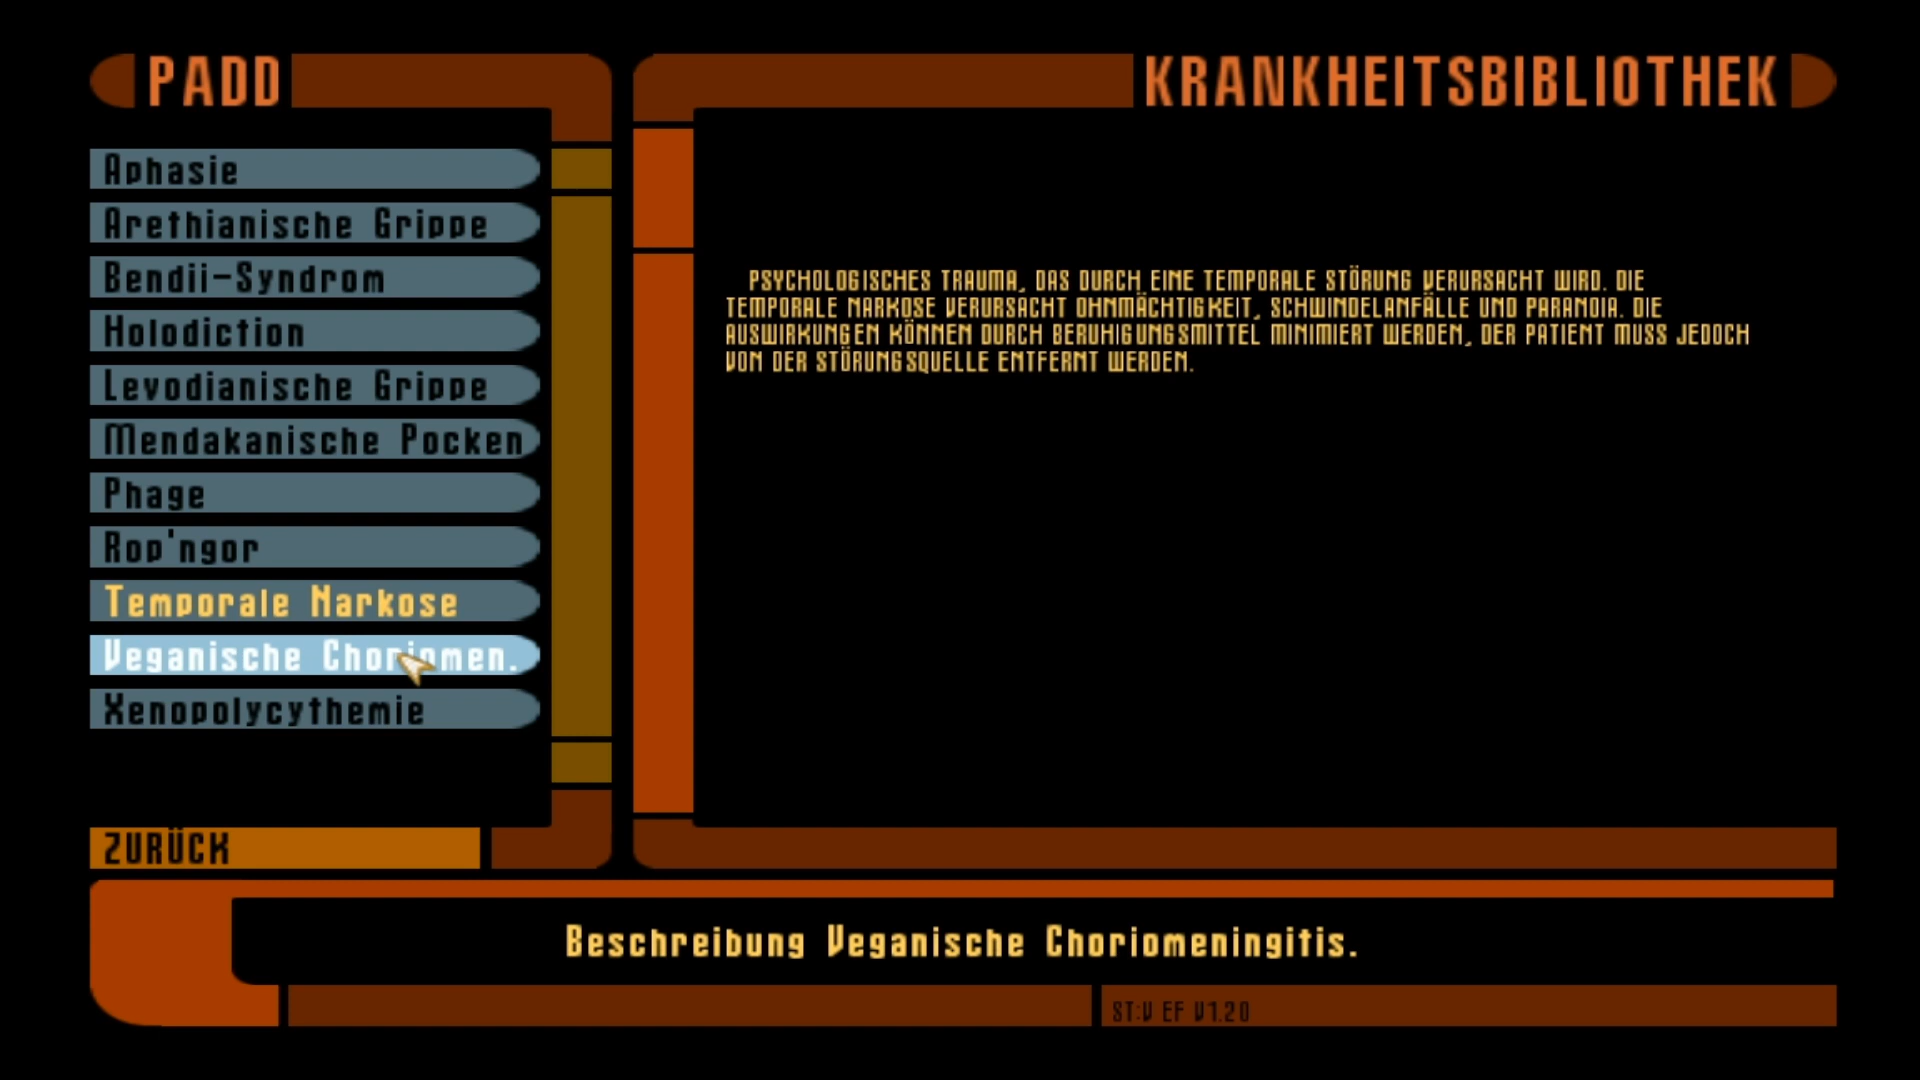 PADD
KRANKHEITSBIBLIOTHEK
Aphasie
Arethianische Grippe
Bendii-Syndrom
Holodiction
Levodianische Grippe
Mendakanische Pocken
Phage
Rop'ngor
Temporale Narkose
Veganische Choriomen.
Xenopolycythemie
ZURÜCK
PSYCHOLOGISCHES TRAUMA, DAS DURCH EINE TEMPORALE STÖRUNG VERURSACHT WIRD. DIE
TEMPORALE NARKOSE VERURSACHT OHNMÄCHTIGKEIT, SCHWINDELANFÄLLE UND PARANOIA. DIE
AUSWIRKUNGEN KÖNNEN DURCH BERUHIGUNGSMITTEL MINIMIERT WERDEN, DER PATIENT MUSS JEDOCH
VON DER STÖRUNGSQUELLE ENTFERNT WERDEN.
Beschreibung Veganische Choriomeningitis.
ST:V EF V1.20